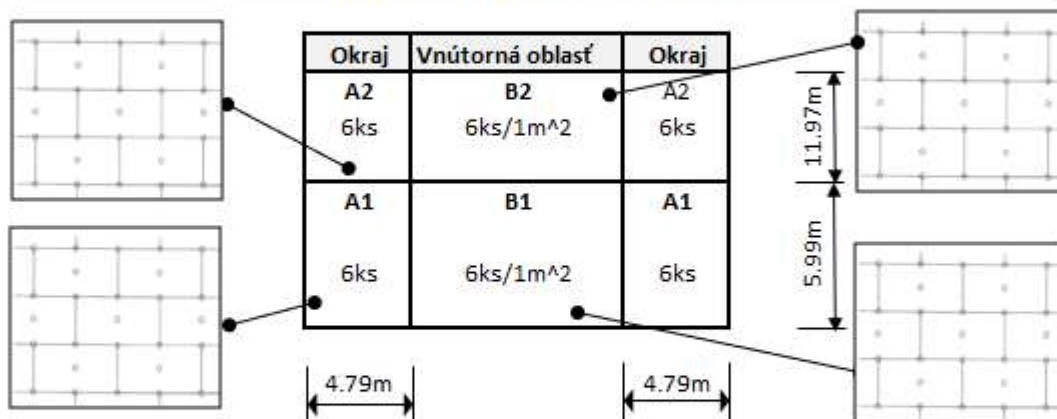 Okraj Vnútorná oblasť Okraj
A2 B2 A2
6ks 6ks/1m^2 6ks
11.97m
A1 B1 A1
6ks 6ks/1m^2 6ks
5.99m
4.79m 4.79m